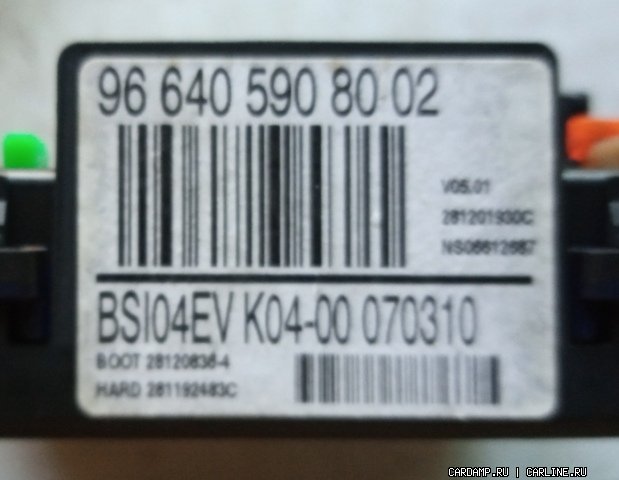 96 640 590 80 02
V05.01
281201930C
BSI04EV K04-00 070310
BOOT 28120836-4
HARD 281192483C
CARDAMP.RU | CARLINE.RU